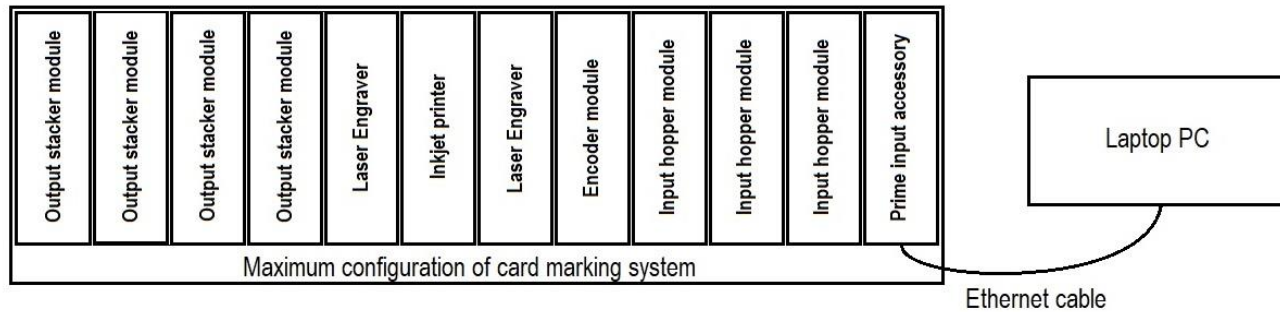 Output stacker module
Output stacker module
Output stacker module
Output stacker module
Laser Engraver
Inkjet printer
Laser Engraver
Encoder module
Input hopper module
Input hopper module
Input hopper module
Prime input accessory
Laptop PC
Maximum configuration of card marking system
Ethernet cable